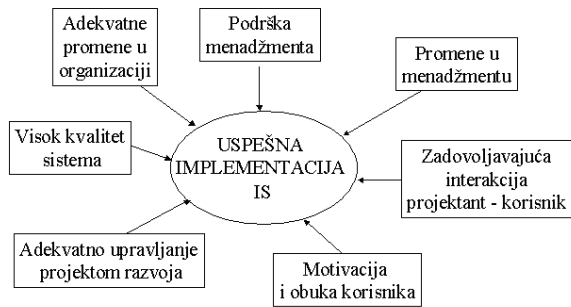 Adekvatne
promene u
organizaciji
Podrška
menadžmenta
Promene u
menadžmentu
Visok kvalitet
sistema
USPEŠNA
IMPLEMENTACIJA
IS
Zadovoljavajuća
interakcija
projektant - korisnik
Adekvatno upravljanje
projektom razvoja
Motivacija
i obuka korisnika